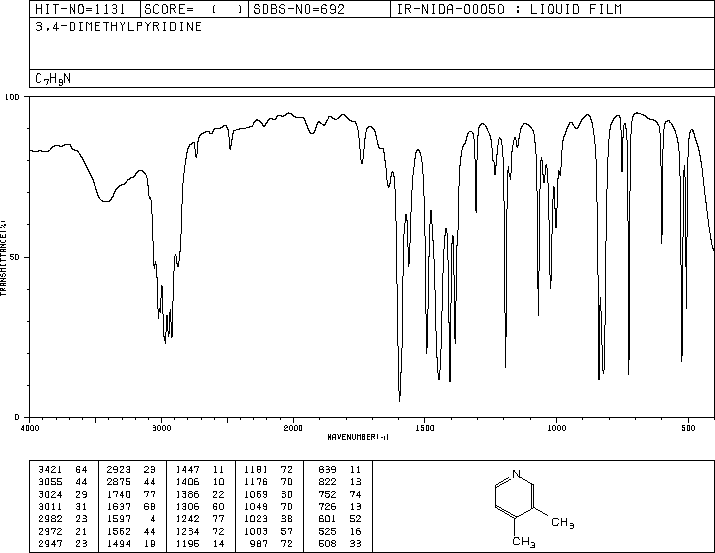 HIT-NO=1131 SCORE= ( ) SDBS-NO=692 IR-NIDA-00050 : LIQUID FILM
3,4-DIMETHYLPYRIDINE
C7H9N
100
50
0
TRANSMITTANCE(%)
4000 3000 2000 1500 1000 500
WAVENUMBER(-1)
3421 64 2923 23 1447 11 1181 72 839 11
3055 44 2875 44 1406 10 1176 70 822 13
3024 29 1740 77 1386 22 1069 30 752 74
3011 31 1637 68 1306 60 1049 70 726 13
2982 23 1597 4 1242 77 1023 38 601 52
2972 21 1562 44 1234 72 1003 57 525 16
2947 23 1494 19 1195 14 987 72 508 33
N
CH3
CH3